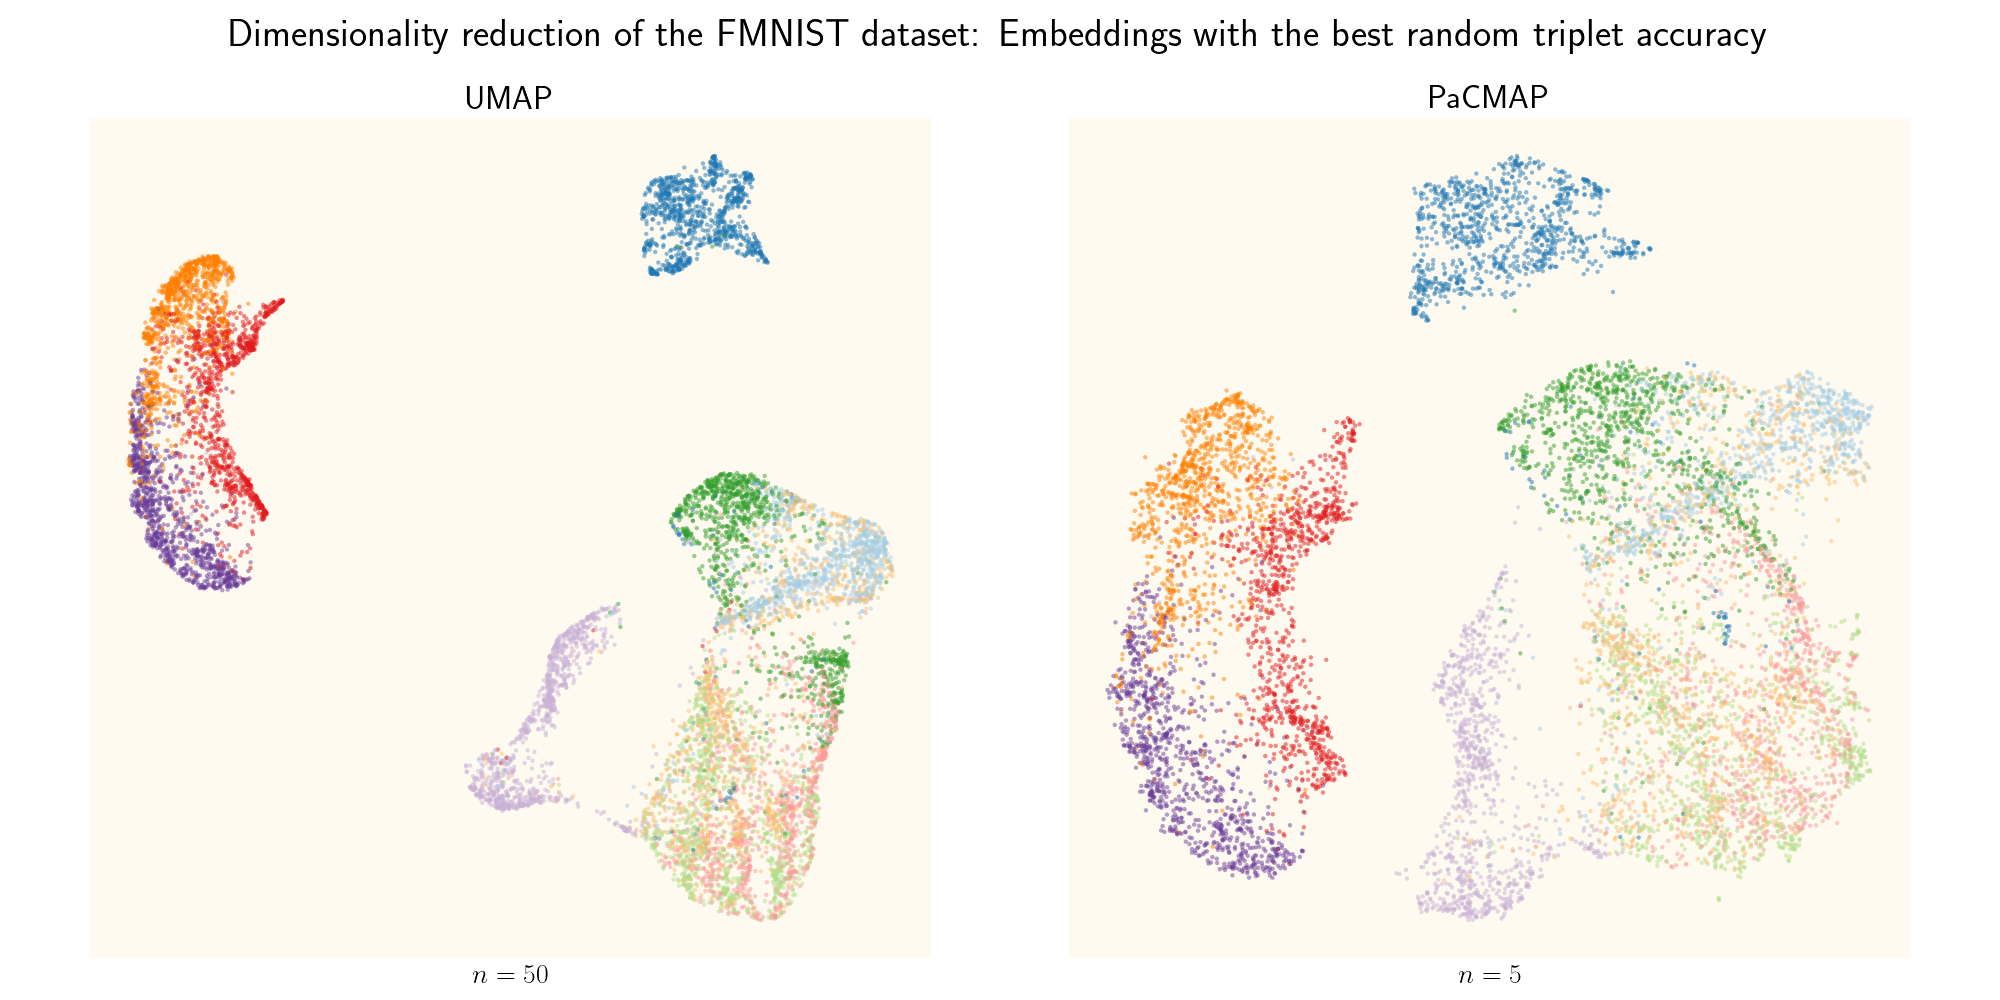 Dimensionality reduction of the FMNIST dataset: Embeddings with the best random triplet accuracy
UMAP
PaCMAP
n = 50
n = 5